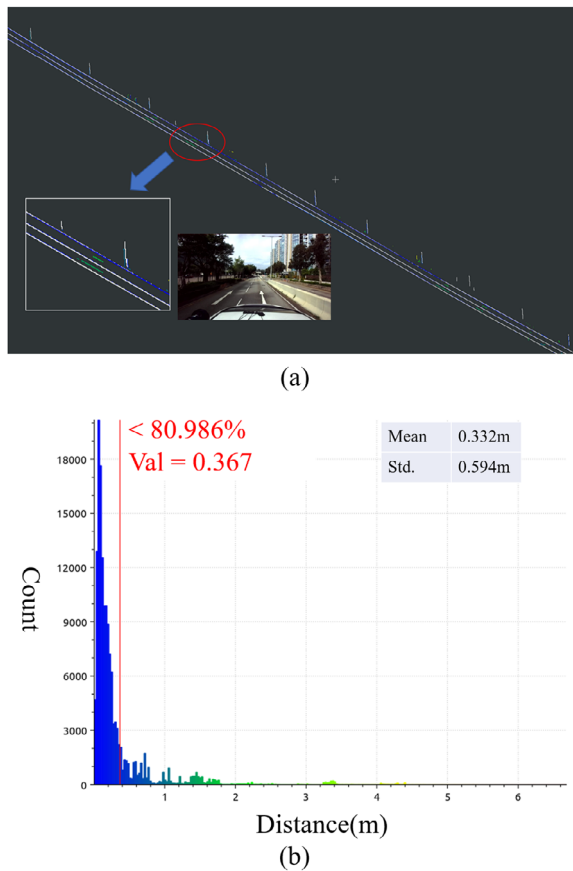 (a)
< 80.986%
Val = 0.367
Mean 0.332m
Std. 0.594m
18000
15000
12000
9000
6000
3000
0
Count
1 2 3 4 5 6
Distance(m)
(b)